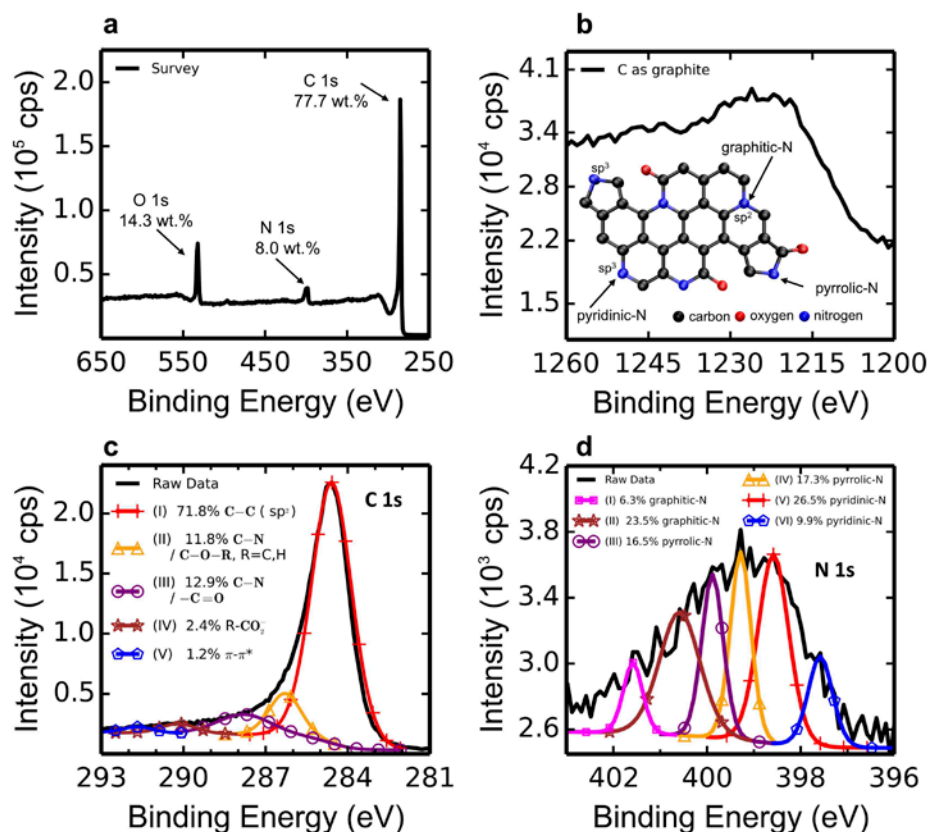 a
Intensity (10⁵ cps)
2.0
1.5
1.0
0.5
Survey
C 1s
77.7 wt.%
O 1s
14.3 wt.%
N 1s
8.0 wt.%
650 550 450 350 250
Binding Energy (eV)
b
Intensity (10⁴ cps)
4.1
3.4
2.8
2.2
1.5
C as graphite
graphitic-N
sp³
sp²
sp³
pyridinic-N
pyrrolic-N
carbon oxygen nitrogen
1260 1245 1230 1215 1200
Binding Energy (eV)
c
Intensity (10⁴ cps)
2.0
1.5
1.0
0.5
Raw Data
C 1s
(I) 71.8% C−C ( sp²)
(II) 11.8% C−N
/ C−O−R, R=C,H
(III) 12.9% C−N
/ −C=O
(IV) 2.4% R-CO₂⁻
(V) 1.2% π-π*
293 290 287 284 281
Binding Energy (eV)
d
Intensity (10³ cps)
4.2
3.6
3.0
2.6
Raw Data
(I) 6.3% graphitic-N
(II) 23.5% graphitic-N
(III) 16.5% pyrrolic-N
(IV) 17.3% pyrrolic-N
(V) 26.5% pyridinic-N
(VI) 9.9% pyridinic-N
N 1s
402 400 398 396
Binding Energy (eV)